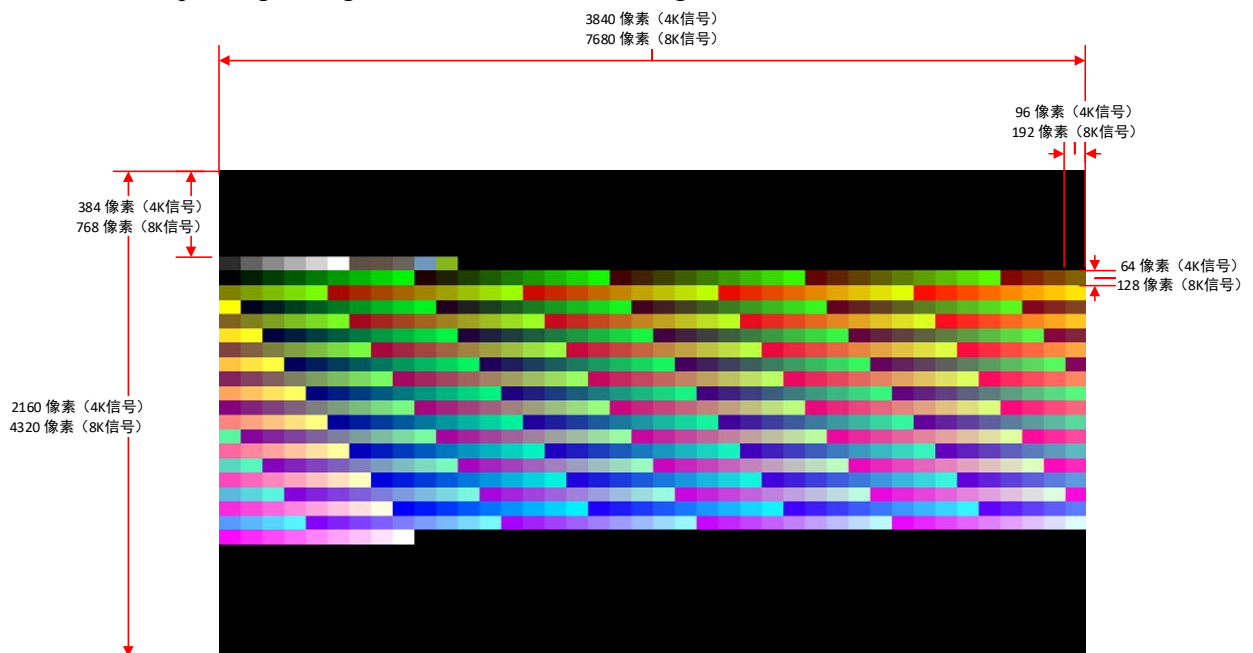 3840 像素（4K信号）
7680 像素（8K信号）
96 像素（4K信号）
192 像素（8K信号）
384 像素（4K信号）
768 像素（8K信号）
64 像素（4K信号）
128 像素（8K信号）
2160 像素（4K信号）
4320 像素（8K信号）